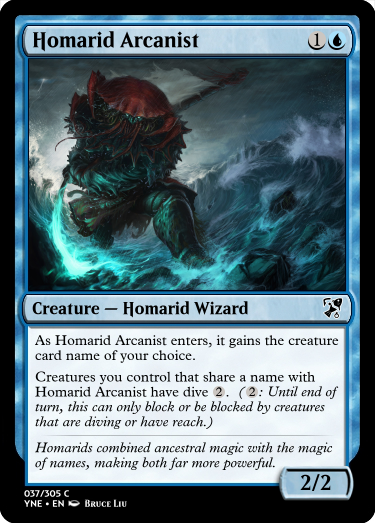 Homarid Arcanist 1
Creature — Homarid Wizard
As Homarid Arcanist enters, it gains the creature
card name of your choice.
Creatures you control that share a name with
Homarid Arcanist have dive 2. (2: Until end of
turn, this can only block or be blocked by creatures
that are diving or have reach.)
Homarids combined ancestral magic with the magic
of names, making both far more powerful.
2/2
037/305 C
YNE • EN Bruce Liu